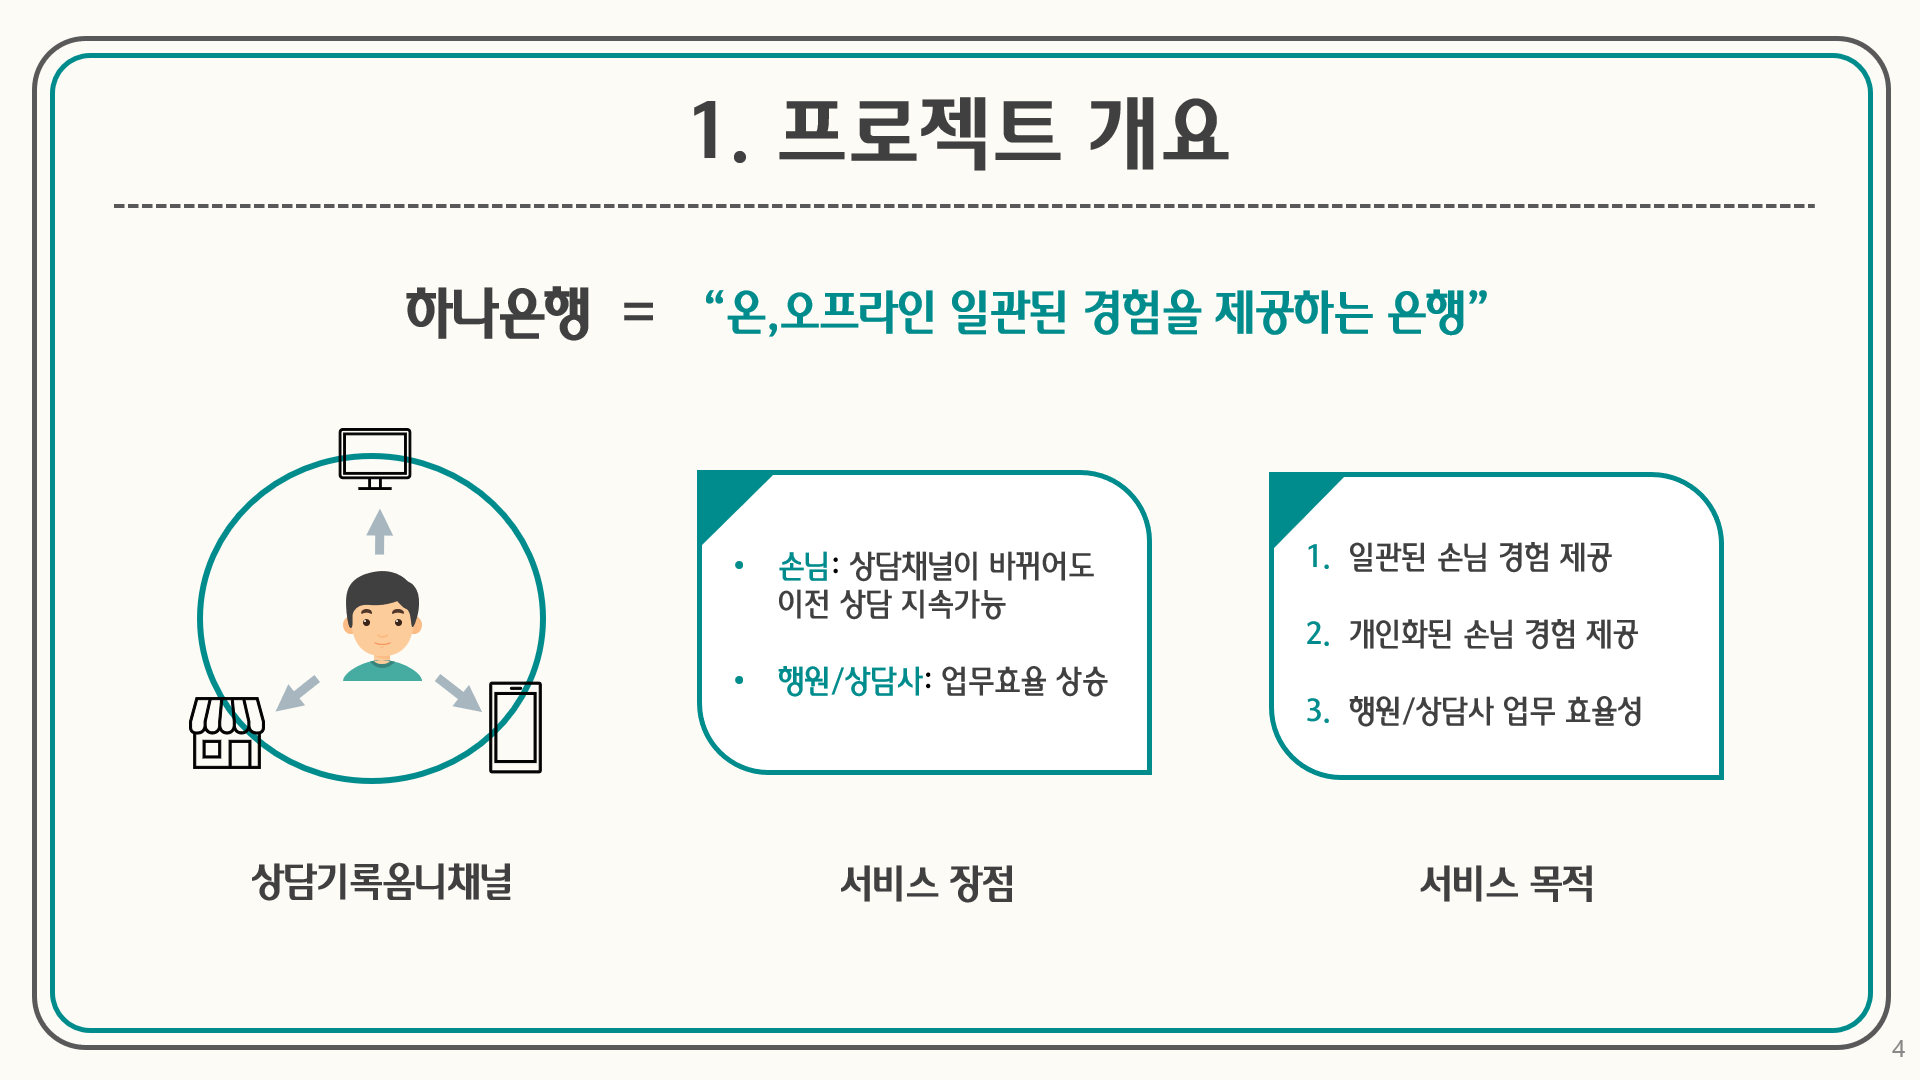 1. 프로젝트 개요
하나은행 = “온,오프라인 일관된 경험을 제공하는 은행”
• 손님: 상담채널이 바뀌어도
이전 상담 지속가능
• 행원/상담사: 업무효율 상승
1. 일관된 손님 경험 제공
2. 개인화된 손님 경험 제공
3. 행원/상담사 업무 효율성
상담기록옴니채널
서비스 장점
서비스 목적
4